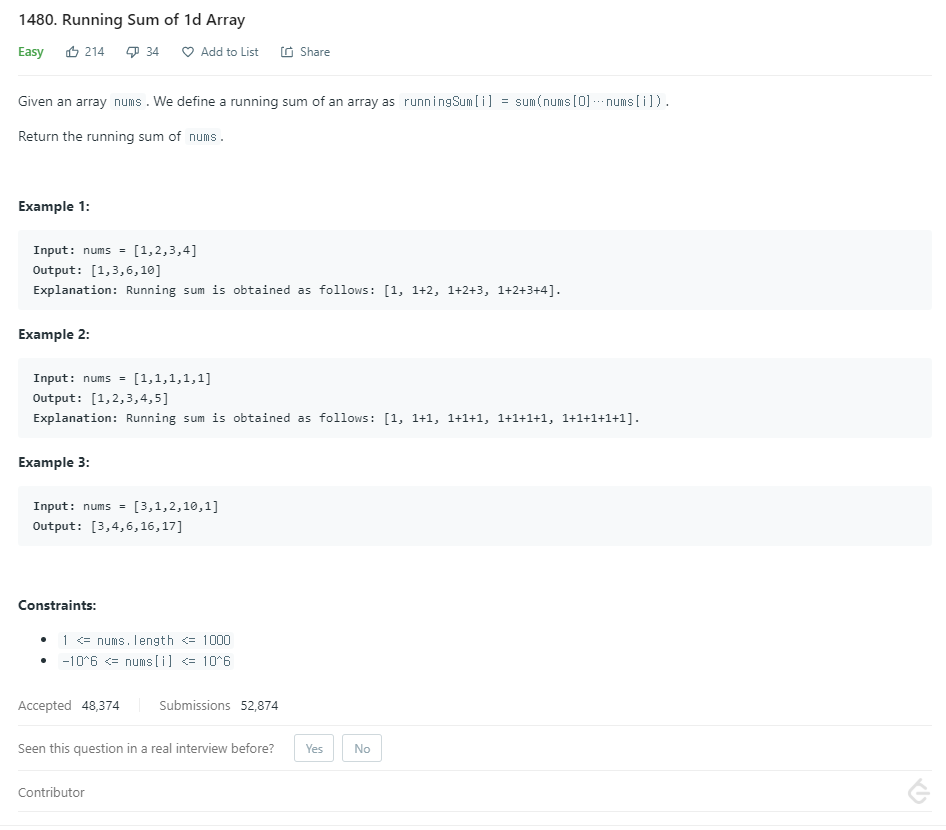 1480. Running Sum of 1d Array
Easy 214 34 Add to List Share
Given an array nums. We define a running sum of an array as runningSum[i] = sum(nums[0]…nums[i]).
Return the running sum of nums.
Example 1:
Input: nums = [1,2,3,4]
Output: [1,3,6,10]
Explanation: Running sum is obtained as follows: [1, 1+2, 1+2+3, 1+2+3+4].
Example 2:
Input: nums = [1,1,1,1,1]
Output: [1,2,3,4,5]
Explanation: Running sum is obtained as follows: [1, 1+1, 1+1+1, 1+1+1+1, 1+1+1+1+1].
Example 3:
Input: nums = [3,1,2,10,1]
Output: [3,4,6,16,17]
Constraints:
• 1 <= nums.length <= 1000
• -10^6 <= nums[i] <= 10^6
Accepted 48,374 Submissions 52,874
Seen this question in a real interview before? Yes No
Contributor